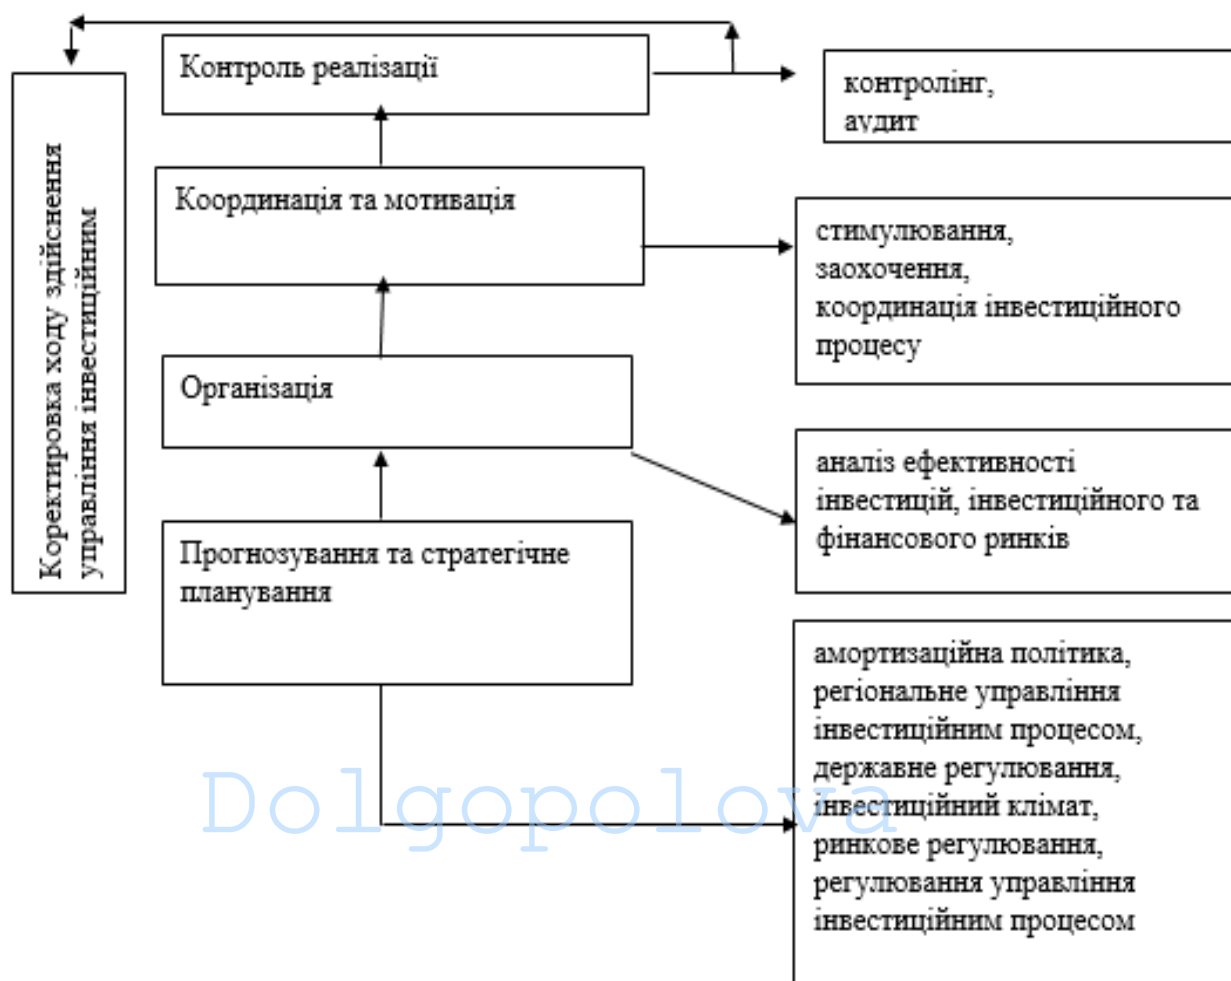 Контроль реалізації
контролінг,
аудит
Координація та мотивація
стимулювання,
заохочення,
координація інвестиційного
процесу
Організація
аналіз ефективності
інвестицій, інвестиційного та
фінансового ринків
Прогнозування та стратегічне
планування
амортизаційна політика,
регіональне управління
інвестиційним процесом,
державне регулювання,
інвестиційний клімат,
ринкове регулювання,
регулювання управління
інвестиційним процесом
Коректировка ходу здійснення
управління інвестиційним
Dolgopolova